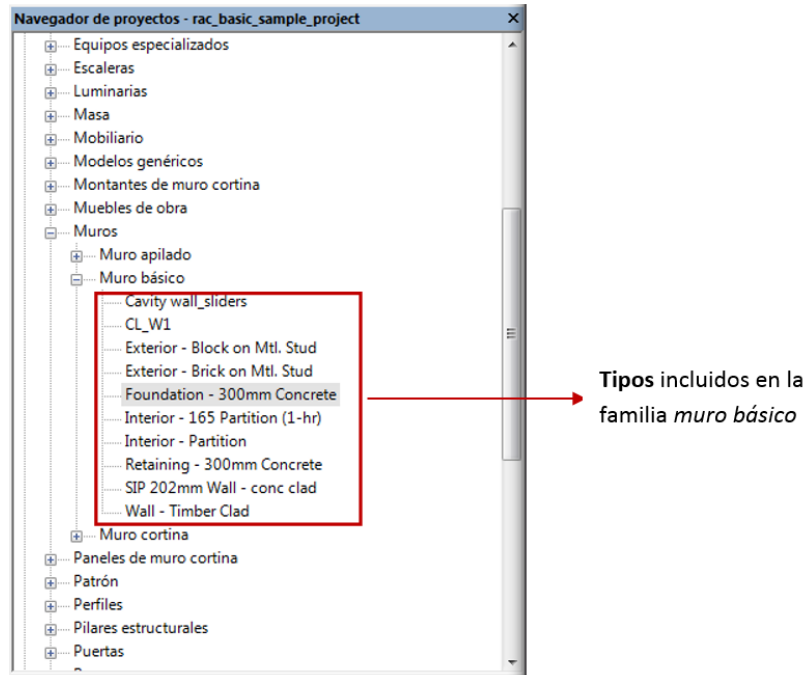 Navegador de proyectos - rac_basic_sample_project
Equipos especializados
Escaleras
Luminarias
Masa
Mobiliario
Modelos genéricos
Montantes de muro cortina
Muebles de obra
Muros
Muro apilado
Muro básico
Cavity wall_sliders
CL_W1
Exterior - Block on Mtl. Stud
Exterior - Brick on Mtl. Stud
Foundation - 300mm Concrete
Interior - 165 Partition (1-hr)
Interior - Partition
Retaining - 300mm Concrete
SIP 202mm Wall - conc clad
Wall - Timber Clad
Muro cortina
Paneles de muro cortina
Patrón
Perfiles
Pilares estructurales
Puertas
Tipos incluidos en la
familia muro básico